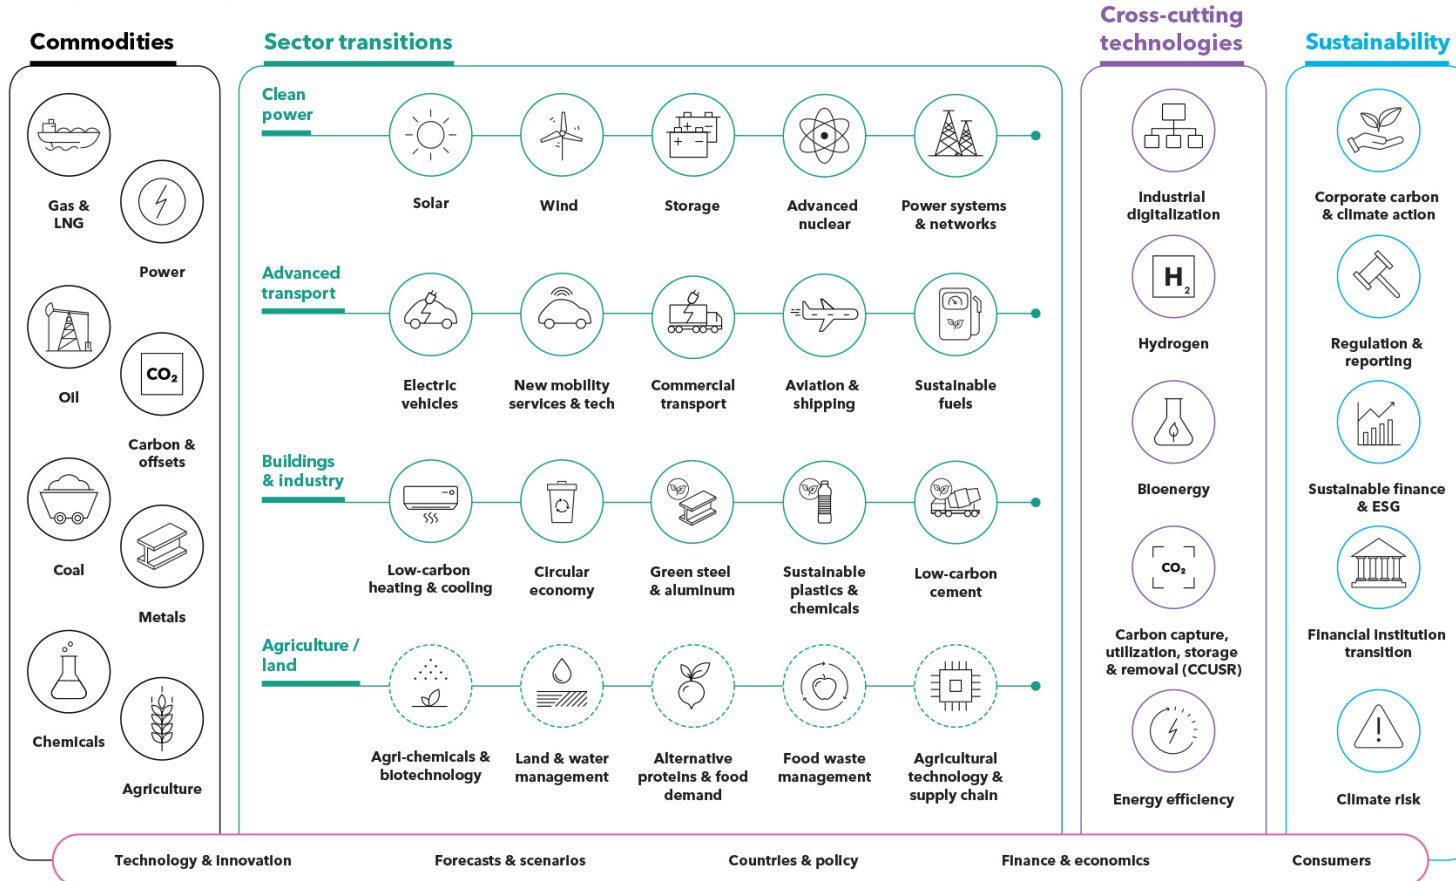 Commodities
Gas &
LNG
Power
Oil
CO₂
Carbon &
offsets
Coal
Metals
Chemicals
Agriculture
Sector transitions
Clean
power
Solar
Wind
Storage
Advanced
nuclear
Power systems
& networks
Advanced
transport
Electric
vehicles
New mobility
services & tech
Commercial
transport
Aviation &
shipping
Sustainable
fuels
Buildings
& industry
Low-carbon
heating & cooling
Circular
economy
Green steel
& aluminum
Sustainable
plastics &
chemicals
Low-carbon
cement
Agriculture /
land
Agri-chemicals &
biotechnology
Land & water
management
Alternative
proteins & food
demand
Food waste
management
Agricultural
technology &
supply chain
Cross-cutting
technologies
Industrial
digitalization
H₂
Hydrogen
Bioenergy
CO₂
Carbon capture,
utilization, storage
& removal (CCUSR)
Energy efficiency
Sustainability
Corporate carbon
& climate action
Regulation &
reporting
Sustainable finance
& ESG
Financial institution
transition
Climate risk
Technology & innovation
Forecasts & scenarios
Countries & policy
Finance & economics
Consumers